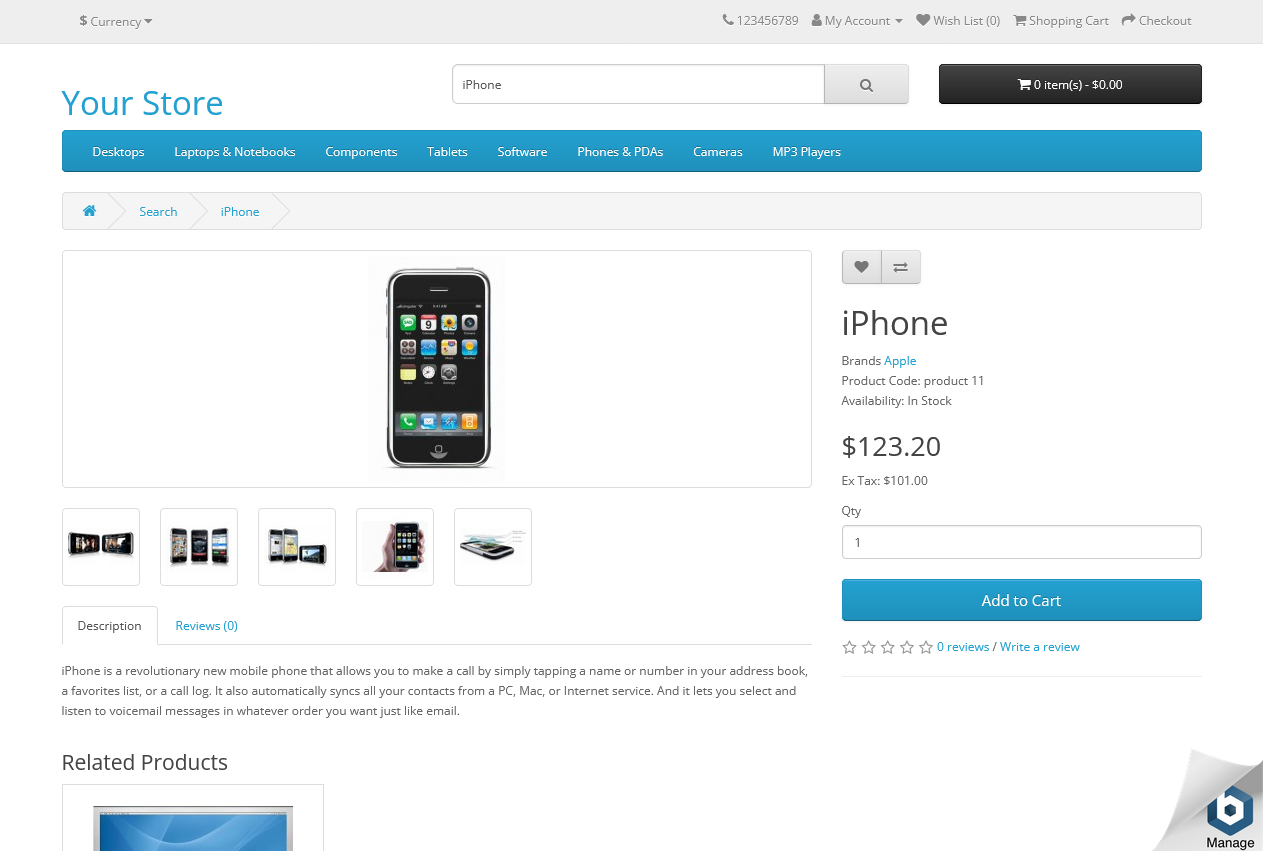 $ Currency
123456789 My Account Wish List (0) Shopping Cart Checkout
Your Store
iPhone
0 item(s) - $0.00
Desktops Laptops & Notebooks Components Tablets Software Phones & PDAs Cameras MP3 Players
Search iPhone
iPhone
Brands Apple
Product Code: product 11
Availability: In Stock
$123.20
Ex Tax: $101.00
Qty
1
Add to Cart
0 reviews / Write a review
Description Reviews (0)
iPhone is a revolutionary new mobile phone that allows you to make a call by simply tapping a name or number in your address book,
a favorites list, or a call log. It also automatically syncs all your contacts from a PC, Mac, or Internet service. And it lets you select and
listen to voicemail messages in whatever order you want just like email.
Related Products
Manage